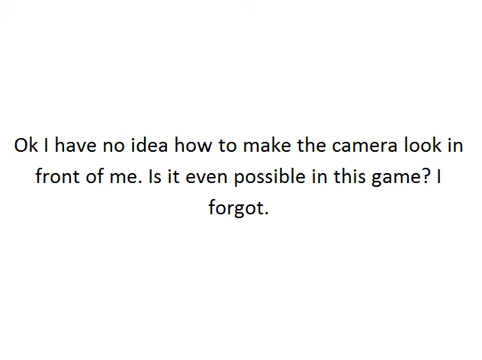 Ok I have no idea how to make the camera look in
front of me. Is it even possible in this game? I
forgot.